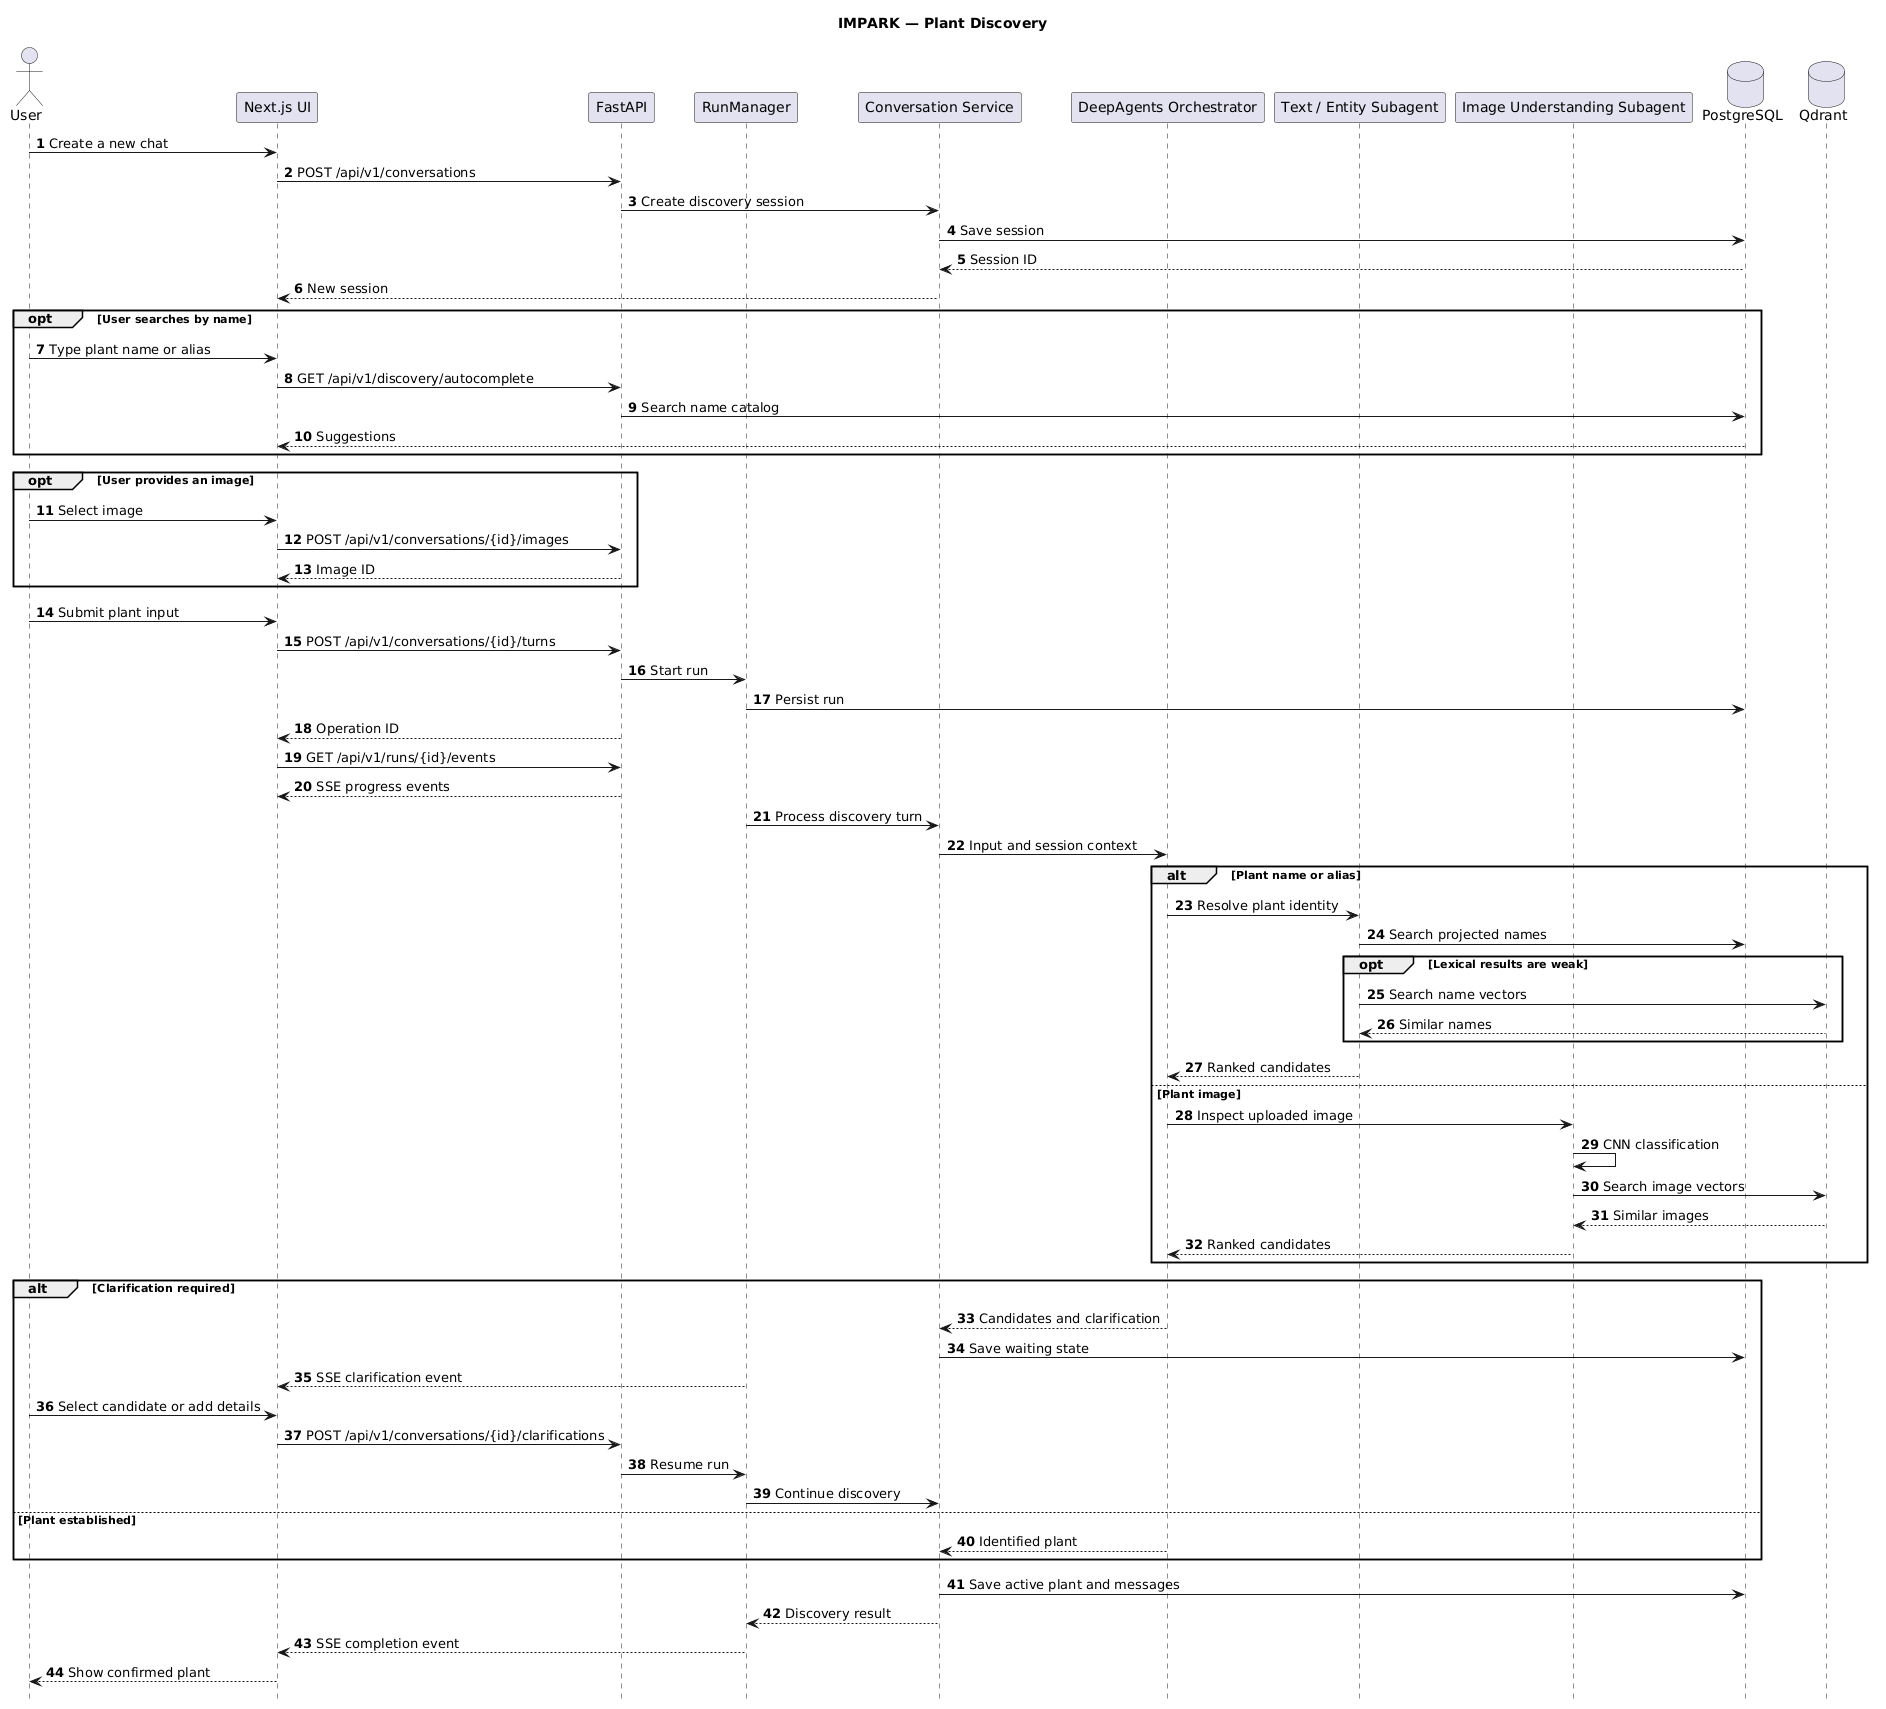 IMPARK — Plant Discovery
User
Next.js UI
FastAPI
RunManager
Conversation Service
DeepAgents Orchestrator
Text / Entity Subagent
Image Understanding Subagent
PostgreSQL
Qdrant
1 Create a new chat
2 POST /api/v1/conversations
3 Create discovery session
4 Save session
5 Session ID
6 New session
opt [User searches by name]
7 Type plant name or alias
8 GET /api/v1/discovery/autocomplete
9 Search name catalog
10 Suggestions
opt [User provides an image]
11 Select image
12 POST /api/v1/conversations/{id}/images
13 Image ID
14 Submit plant input
15 POST /api/v1/conversations/{id}/turns
16 Start run
17 Persist run
18 Operation ID
19 GET /api/v1/runs/{id}/events
20 SSE progress events
21 Process discovery turn
22 Input and session context
alt [Plant name or alias]
23 Resolve plant identity
24 Search projected names
opt [Lexical results are weak]
25 Search name vectors
26 Similar names
27 Ranked candidates
[Plant image]
28 Inspect uploaded image
29 CNN classification
30 Search image vectors
31 Similar images
32 Ranked candidates
alt [Clarification required]
33 Candidates and clarification
34 Save waiting state
35 SSE clarification event
36 Select candidate or add details
37 POST /api/v1/conversations/{id}/clarifications
38 Resume run
39 Continue discovery
[Plant established]
40 Identified plant
41 Save active plant and messages
42 Discovery result
43 SSE completion event
44 Show confirmed plant